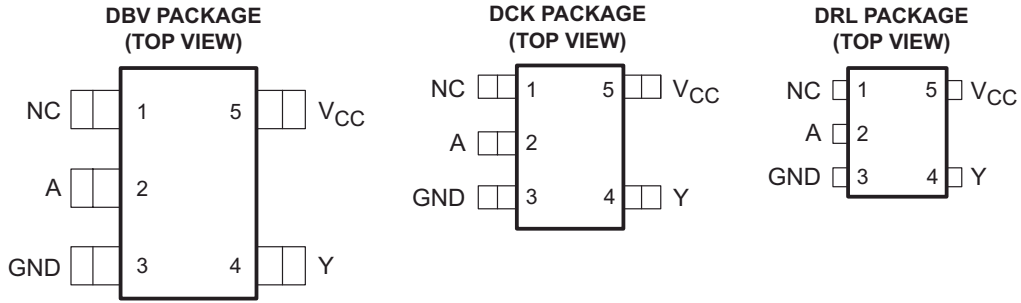 DBV PACKAGE
(TOP VIEW)
NC 1 5 VCC
A 2
GND 3 4 Y
DCK PACKAGE
(TOP VIEW)
NC 1 5 VCC
A 2
GND 3 4 Y
DRL PACKAGE
(TOP VIEW)
NC 1 5 VCC
A 2
GND 3 4 Y